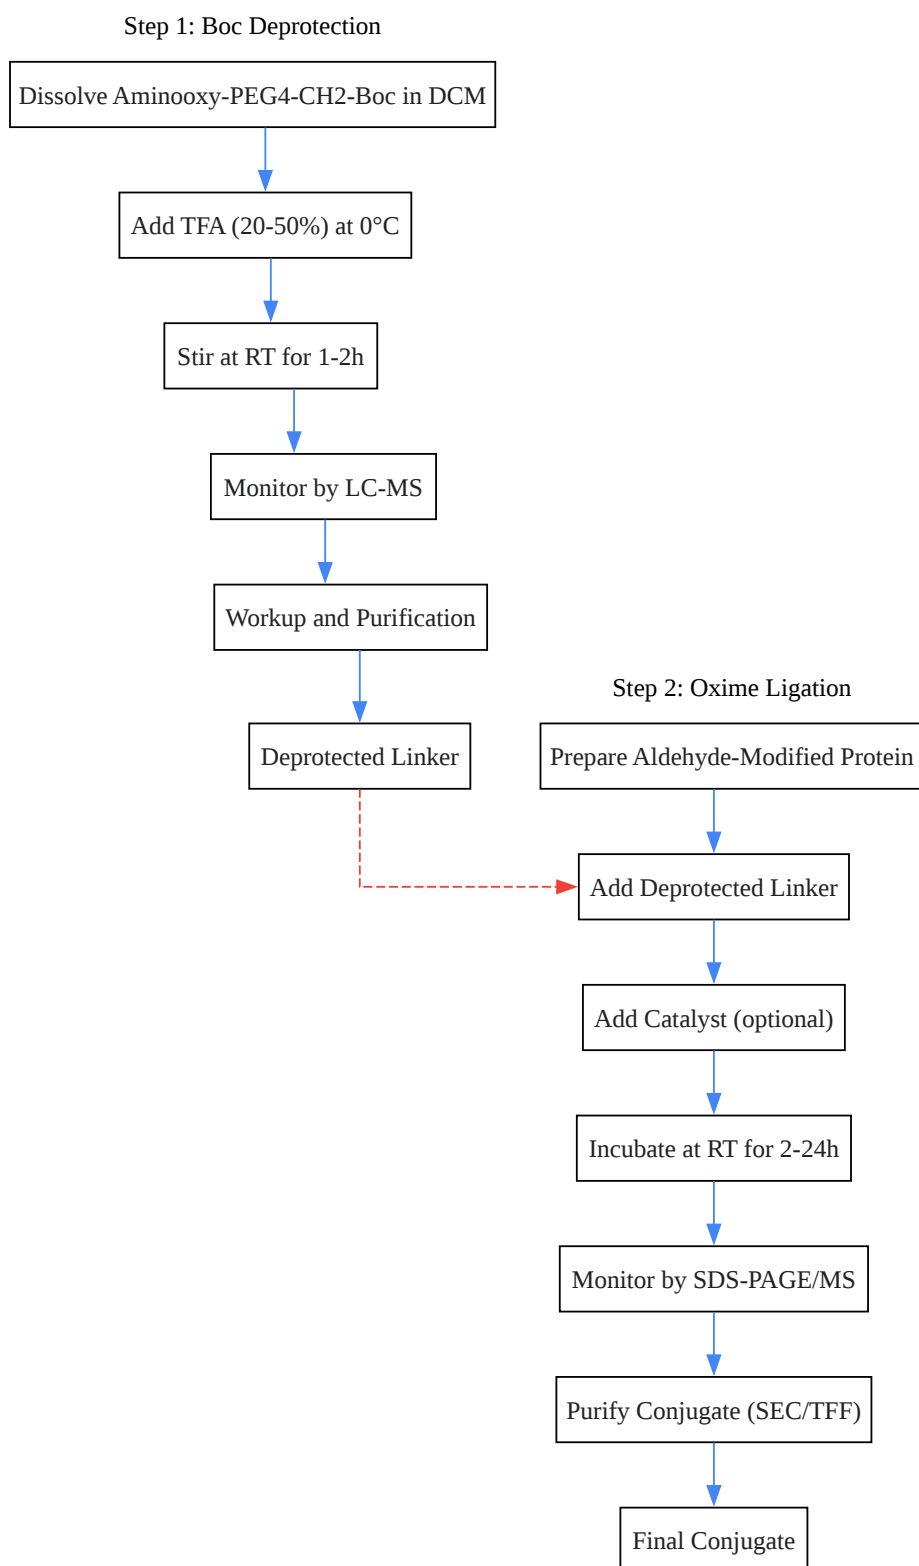 Step 1: Boc Deprotection
Dissolve Aminooxy-PEG4-CH2-Boc in DCM
Add TFA (20-50%) at 0°C
Stir at RT for 1-2h
Monitor by LC-MS
Workup and Purification
Deprotected Linker
Step 2: Oxime Ligation
Prepare Aldehyde-Modified Protein
Add Deprotected Linker
Add Catalyst (optional)
Incubate at RT for 2-24h
Monitor by SDS-PAGE/MS
Purify Conjugate (SEC/TFF)
Final Conjugate